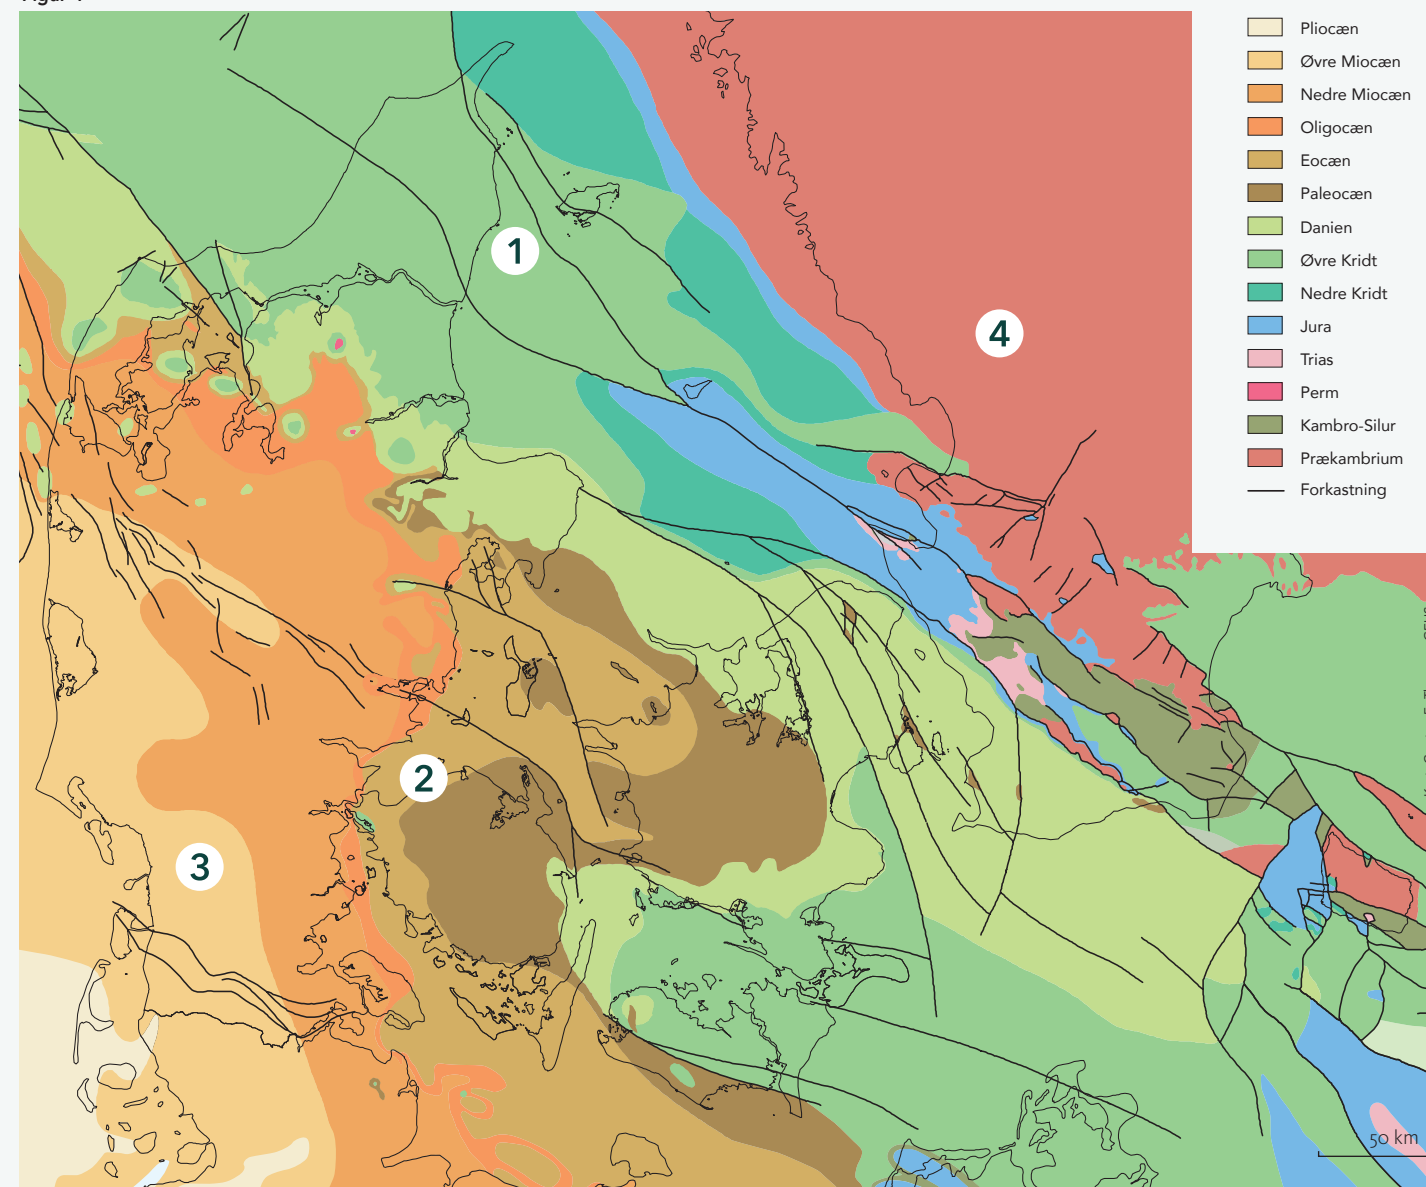 Pliocæn
Øvre Miocæn
Nedre Miocæn
Oligocæn
Eocæn
Paleocæn
Danien
Øvre Kridt
Nedre Kridt
Jura
Trias
Perm
Kambro-Silur
Prækambrium
Forkastning
1
4
2
3
50 km